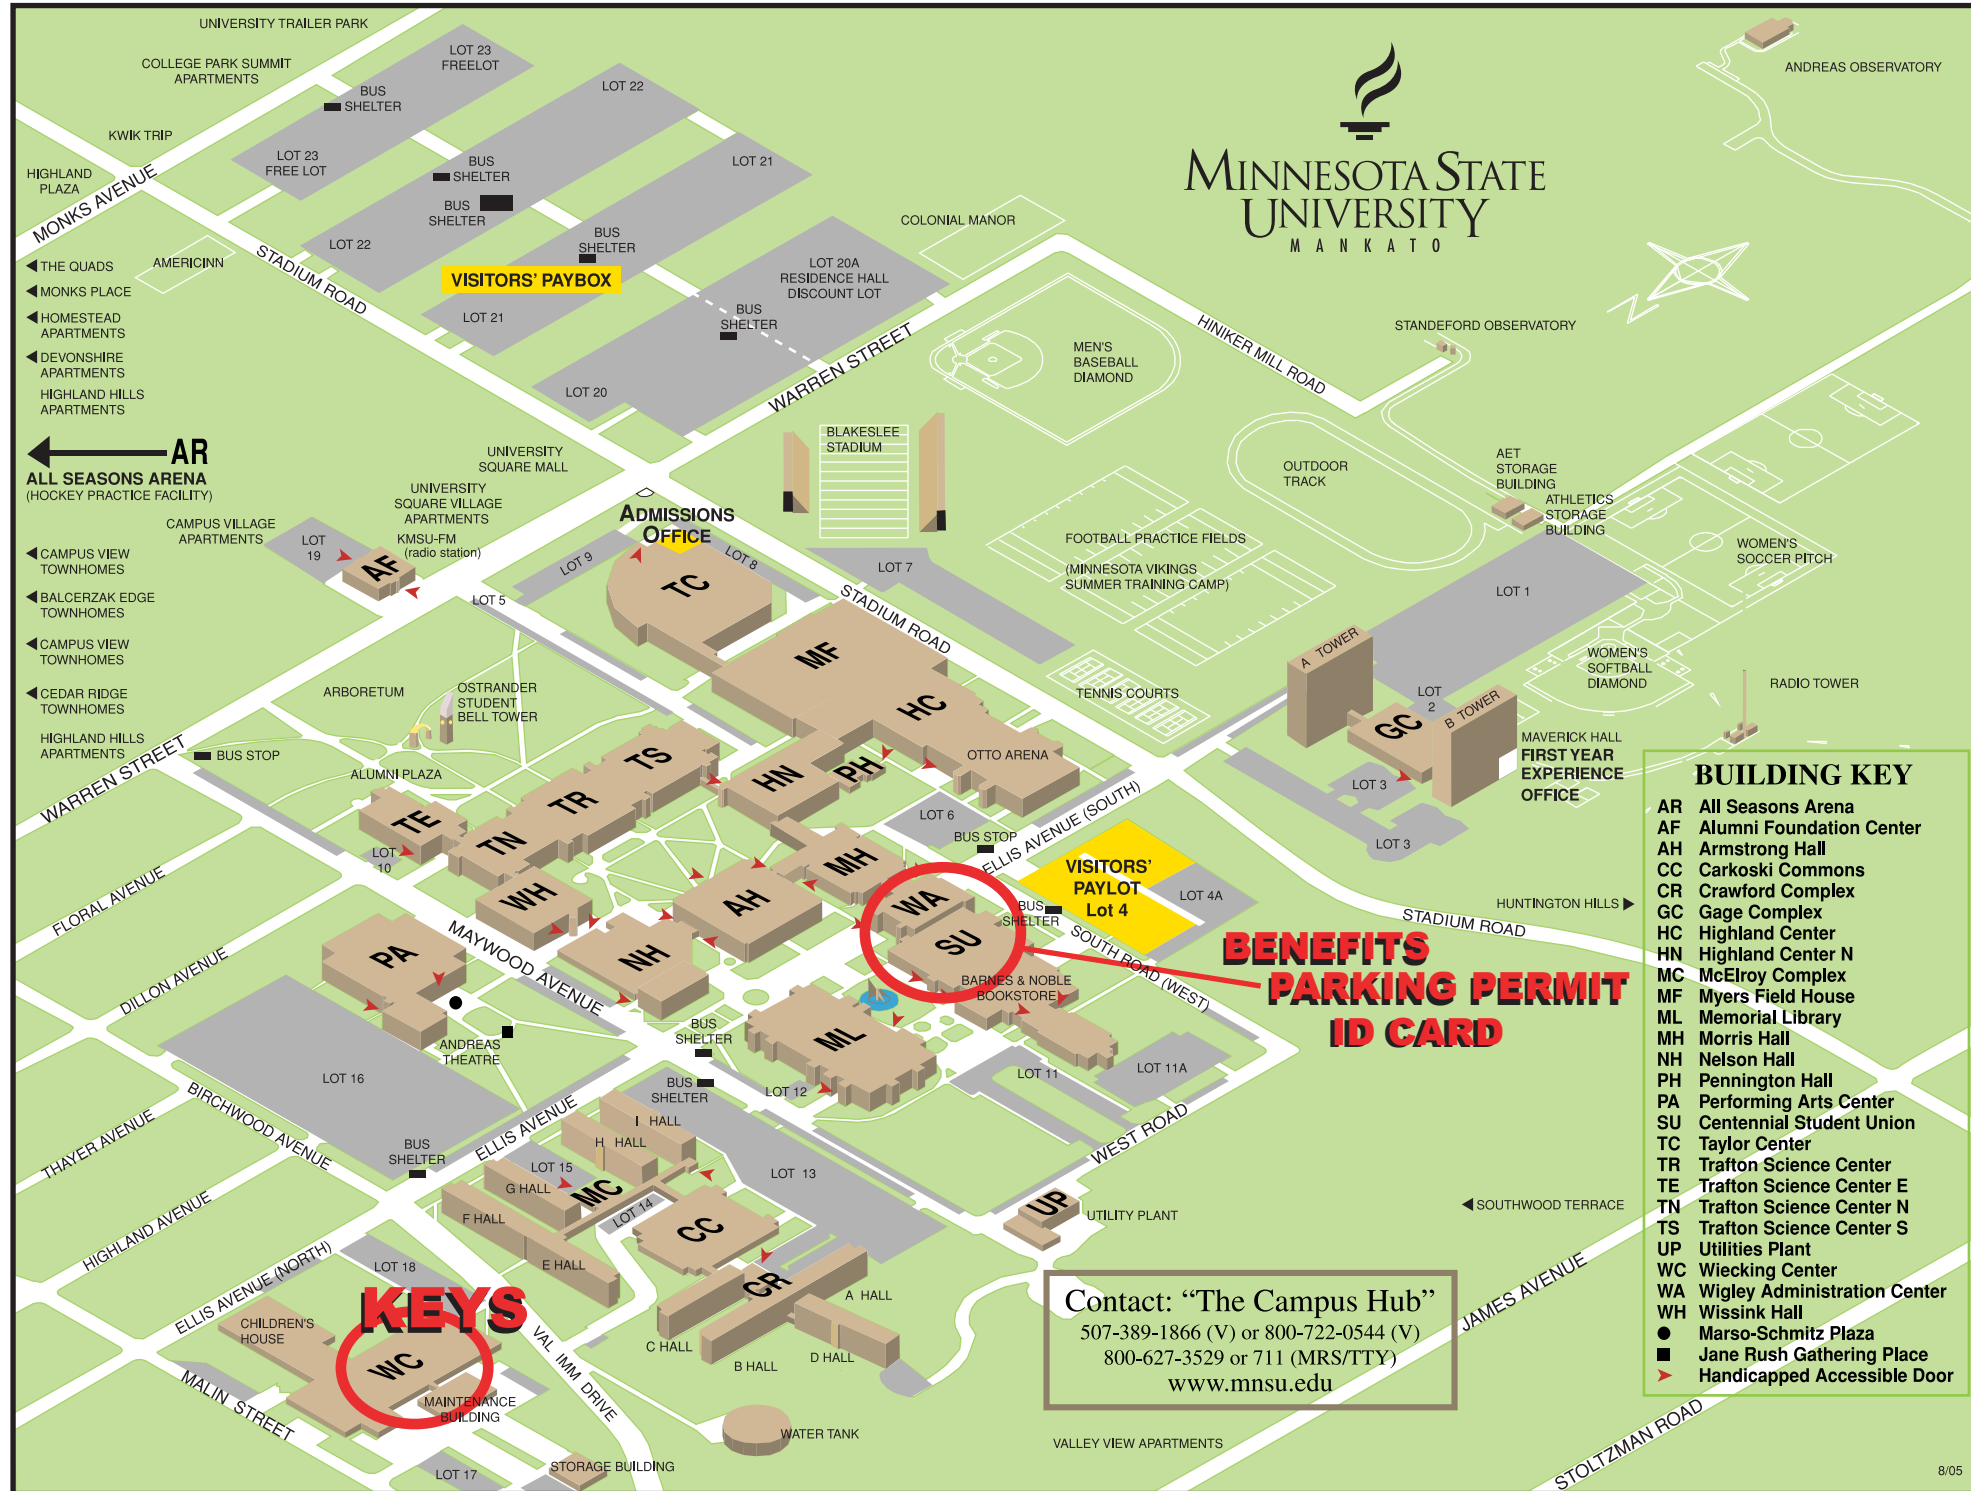 UNIVERSITY TRAILER PARK
COLLEGE PARK SUMMIT
APARTMENTS
KWIK TRIP
HIGHLAND
PLAZA
MONKS AVENUE
LOT 23
FREELOT
BUS
SHELTER
LOT 23
FREE LOT
LOT 22
BUS
SHELTER
BUS
SHELTER
LOT 22
LOT 21
BUS
SHELTER
VISITORS' PAYBOX
LOT 21
LOT 20A
RESIDENCE HALL
DISCOUNT LOT
BUS
SHELTER
LOT 20
COLONIAL MANOR
MINNESOTA STATE
UNIVERSITY
MANKATO
ANDREAS OBSERVATORY
THE QUADS
MONKS PLACE
HOMESTEAD
APARTMENTS
DEVONSHIRE
APARTMENTS
HIGHLAND HILLS
APARTMENTS
AMERICINN
STADIUM ROAD
WARREN STREET
HINIKER MILL ROAD
STANDEFORD OBSERVATORY
MEN'S
BASEBALL
DIAMOND
AR
ALL SEASONS ARENA
(HOCKEY PRACTICE FACILITY)
UNIVERSITY
SQUARE MALL
UNIVERSITY
SQUARE VILLAGE
APARTMENTS
KMSU-FM
(radio station)
CAMPUS VILLAGE
APARTMENTS
LOT
19
AF
ADMISSIONS
OFFICE
BLAKESLEE
STADIUM
OUTDOOR
TRACK
AET
STORAGE
BUILDING
ATHLETICS
STORAGE
BUILDING
WOMEN'S
SOCCER PITCH
FOOTBALL PRACTICE FIELDS
(MINNESOTA VIKINGS
SUMMER TRAINING CAMP)
LOT 9
LOT 8
LOT 7
LOT 5
LOT 1
TC
STADIUM ROAD
CAMPUS VIEW
TOWNHOMES
BALCERZAK EDGE
TOWNHOMES
CAMPUS VIEW
TOWNHOMES
CEDAR RIDGE
TOWNHOMES
HIGHLAND HILLS
APARTMENTS
ARBORETUM
OSTRANDER
STUDENT
BELL TOWER
ALUMNI PLAZA
BUS STOP
WARREN STREET
MF
HC
OTTO ARENA
TENNIS COURTS
A TOWER
GC
LOT
2
B TOWER
WOMEN'S
SOFTBALL
DIAMOND
RADIO TOWER
MAVERICK HALL
FIRST YEAR
EXPERIENCE
OFFICE
LOT 3
LOT 3
TS
TR
TN
TE
LOT
10
HN
PH
LOT 6
BUS STOP
ELLIS AVENUE (SOUTH)
VISITORS'
PAYLOT
Lot 4
LOT 4A
BUS
SHELTER
SOUTH ROAD (WEST)
STADIUM ROAD
HUNTINGTON HILLS
MH
WA
SU
AH
WH
NH
PA
FLORAL AVENUE
DILLON AVENUE
MAYWOOD AVENUE
BENEFITS
PARKING PERMIT
ID CARD
BARNES & NOBLE
BOOKSTORE
ML
ANDREAS
THEATRE
BUS
SHELTER
BUS
SHELTER
LOT 12
LOT 11
LOT 11A
WEST ROAD
LOT 16
BIRCHWOOD AVENUE
THAYER AVENUE
HIGHLAND AVENUE
BUS
SHELTER
ELLIS AVENUE
ELLIS AVENUE (NORTH)
I HALL
H HALL
LOT 15
G HALL
MC
F HALL
LOT 14
E HALL
CC
LOT 13
CR
A HALL
B HALL
C HALL
D HALL
UP
UTILITY PLANT
SOUTHWOOD TERRACE
JAMES AVENUE
STOLTZMAN ROAD
LOT 18
KEYS
CHILDREN'S
HOUSE
WC
MAINTENANCE
BUILDING
VAL IMM DRIVE
MALIN STREET
LOT 17
STORAGE BUILDING
WATER TANK
VALLEY VIEW APARTMENTS
Contact: “The Campus Hub”
507-389-1866 (V) or 800-722-0544 (V)
800-627-3529 or 711 (MRS/TTY)
www.mnsu.edu
BUILDING KEY
AR All Seasons Arena
AF Alumni Foundation Center
AH Armstrong Hall
CC Carkoski Commons
CR Crawford Complex
GC Gage Complex
HC Highland Center
HN Highland Center N
MC McElroy Complex
MF Myers Field House
ML Memorial Library
MH Morris Hall
NH Nelson Hall
PH Pennington Hall
PA Performing Arts Center
SU Centennial Student Union
TC Taylor Center
TR Trafton Science Center
TE Trafton Science Center E
TN Trafton Science Center N
TS Trafton Science Center S
UP Utilities Plant
WC Wiecking Center
WA Wigley Administration Center
WH Wissink Hall
Marso-Schmitz Plaza
Jane Rush Gathering Place
Handicapped Accessible Door
N
8/05